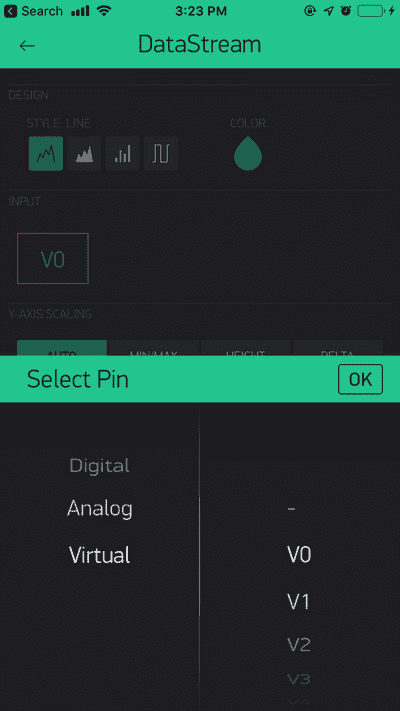 Search 3:23 PM
DataStream
DESIGN
STYLE: LINE COLOR
INPUT
V0
Y-AXIS SCALING
AUTO MIN/MAX HEIGHT DELTA
Select Pin OK
Digital
Analog -
Virtual V0
V1
V2
V3